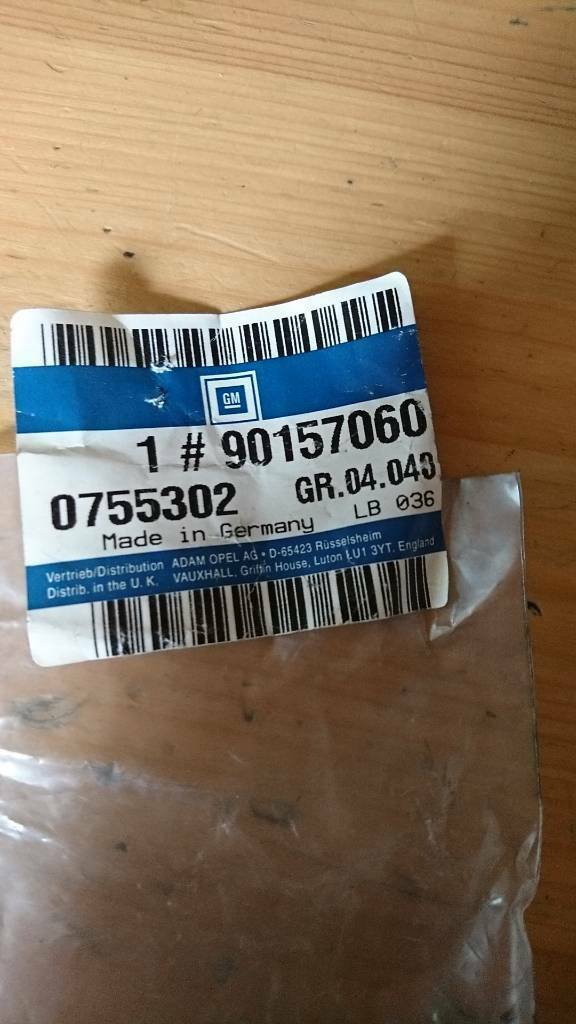 GM
1 # 90157060
0755302 GR.04.043
Made in Germany LB 036
Vertrieb/Distribution ADAM OPEL AG • D-65423 Rüsselsheim
Distrib. in the U. K. VAUXHALL, Griffin House, Luton LU1 3YT. England